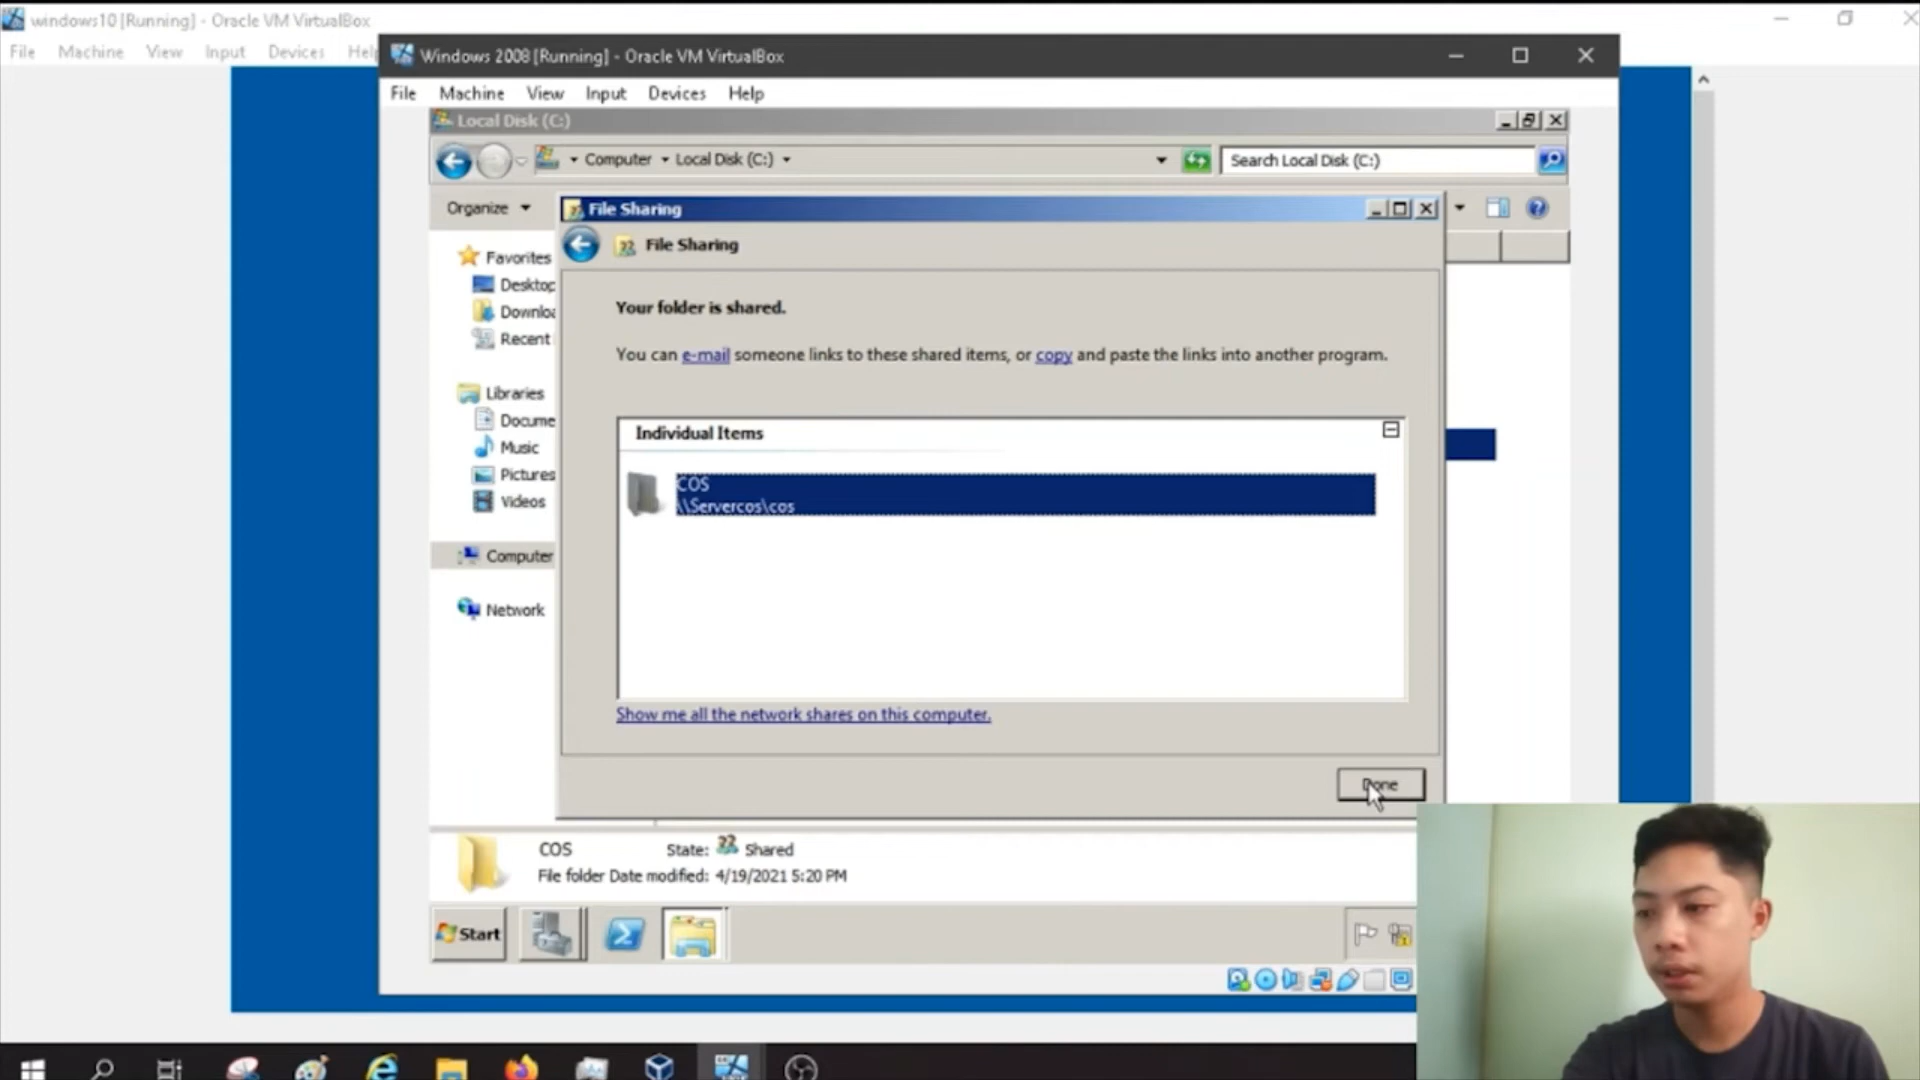 windows10 [Running] - Oracle VM VirtualBox
File Machine View Input Devices Help
Windows 2008 [Running] - Oracle VM VirtualBox
File Machine View Input Devices Help
Local Disk (C:)
Computer Local Disk (C:)
Search Local Disk (C:)
Organize
File Sharing
File Sharing
Favorites
Desktop
Downloa
Recent
Libraries
Docume
Music
Pictures
Videos
Computer
Network
Your folder is shared.
You can e-mail someone links to these shared items, or copy and paste the links into another program.
Individual Items
COS
\\Servercos\cos
Show me all the network shares on this computer.
Done
COS State: Shared
File folder Date modified: 4/19/2021 5:20 PM
Start